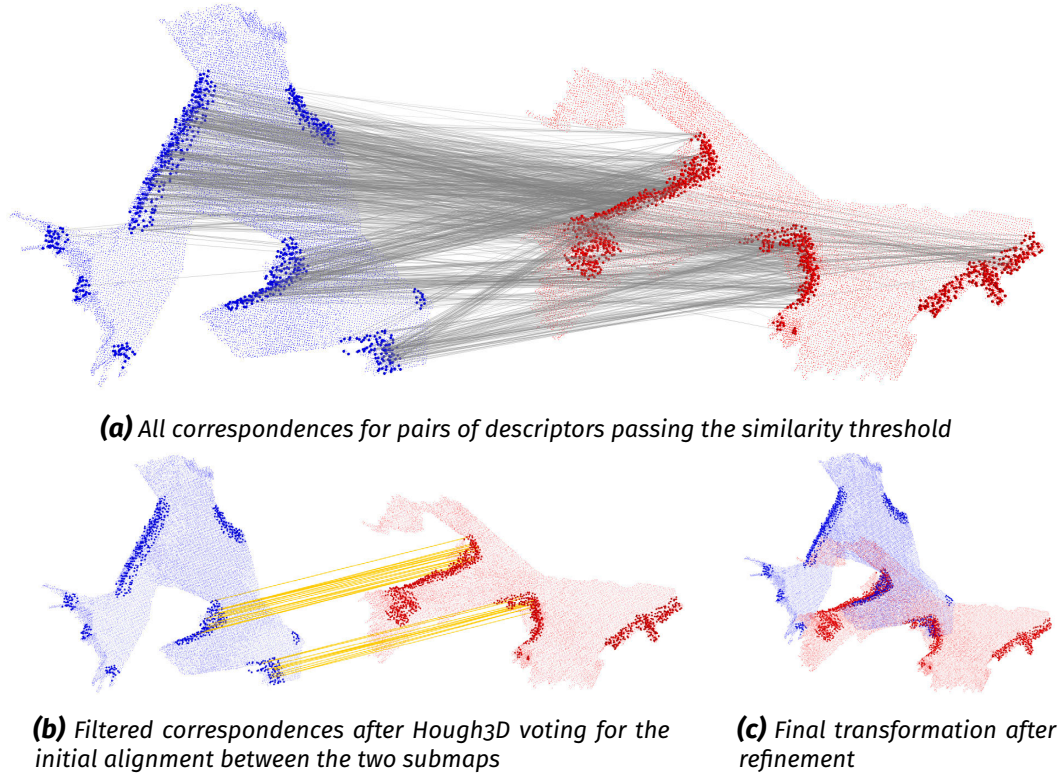 (a) All correspondences for pairs of descriptors passing the similarity threshold
(b) Filtered correspondences after Hough3D voting for the
initial alignment between the two submaps
(c) Final transformation after
refinement